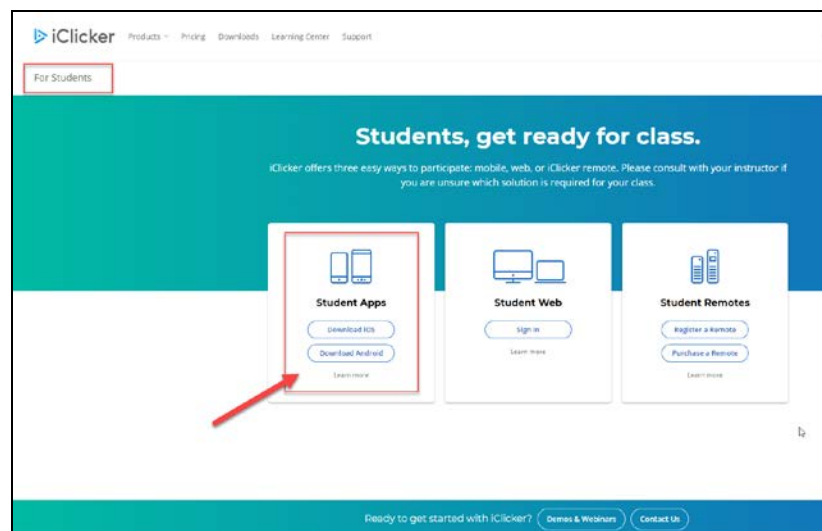 iClicker Products Pricing Downloads Learning Center Support
For Students
Students, get ready for class.
iClicker offers three easy ways to participate: mobile, web, or iClicker remote. Please consult with your instructor if
you are unsure which solution is required for your class.
Student Apps
Download iOS
Download Android
Learn more
Student Web
Sign In
Learn more
Student Remotes
Register a Remote
Purchase a Remote
Learn more
Ready to get started with iClicker? Demos & Webinars Contact Us